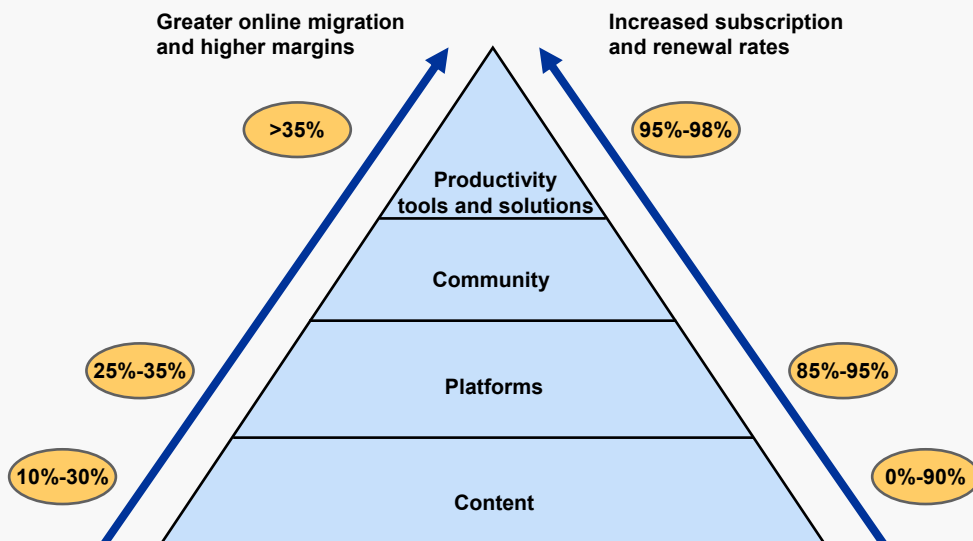 Greater online migration
and higher margins
Increased subscription
and renewal rates
>35%
95%-98%
Productivity
tools and solutions
Community
25%-35%
85%-95%
Platforms
10%-30%
0%-90%
Content